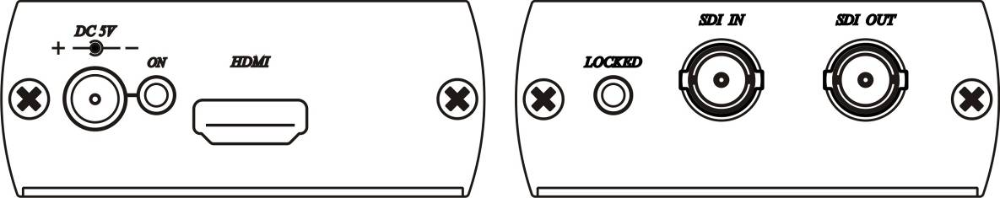 DC 5V
+ −
ON
HDMI
LOCKED
SDI IN
SDI OUT